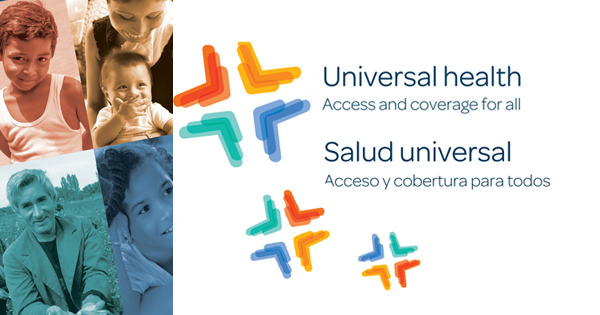 Universal health
Access and coverage for all
Salud universal
Acceso y cobertura para todos